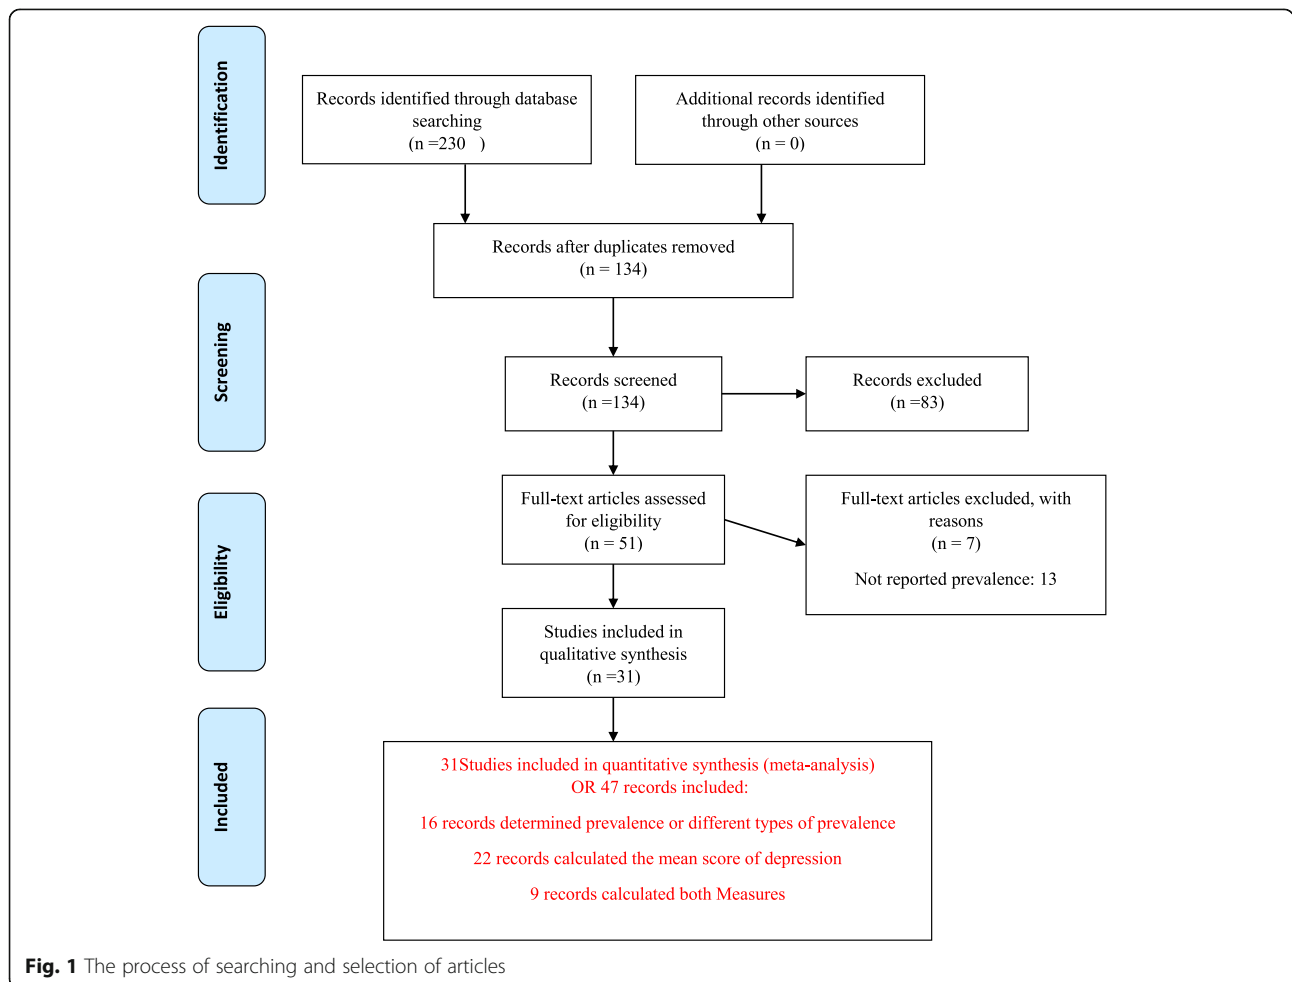 Identification
Records identified through database
searching
(n =230 )
Additional records identified
through other sources
(n = 0)
Records after duplicates removed
(n = 134)
Screening
Records screened
(n =134)
Records excluded
(n =83)
Eligibility
Full-text articles assessed
for eligibility
(n = 51)
Full-text articles excluded, with
reasons
(n = 7)
Not reported prevalence: 13
Studies included in
qualitative synthesis
(n =31)
Included
31Studies included in quantitative synthesis (meta-analysis)
OR 47 records included:
16 records determined prevalence or different types of prevalence
22 records calculated the mean score of depression
9 records calculated both Measures
Fig. 1 The process of searching and selection of articles